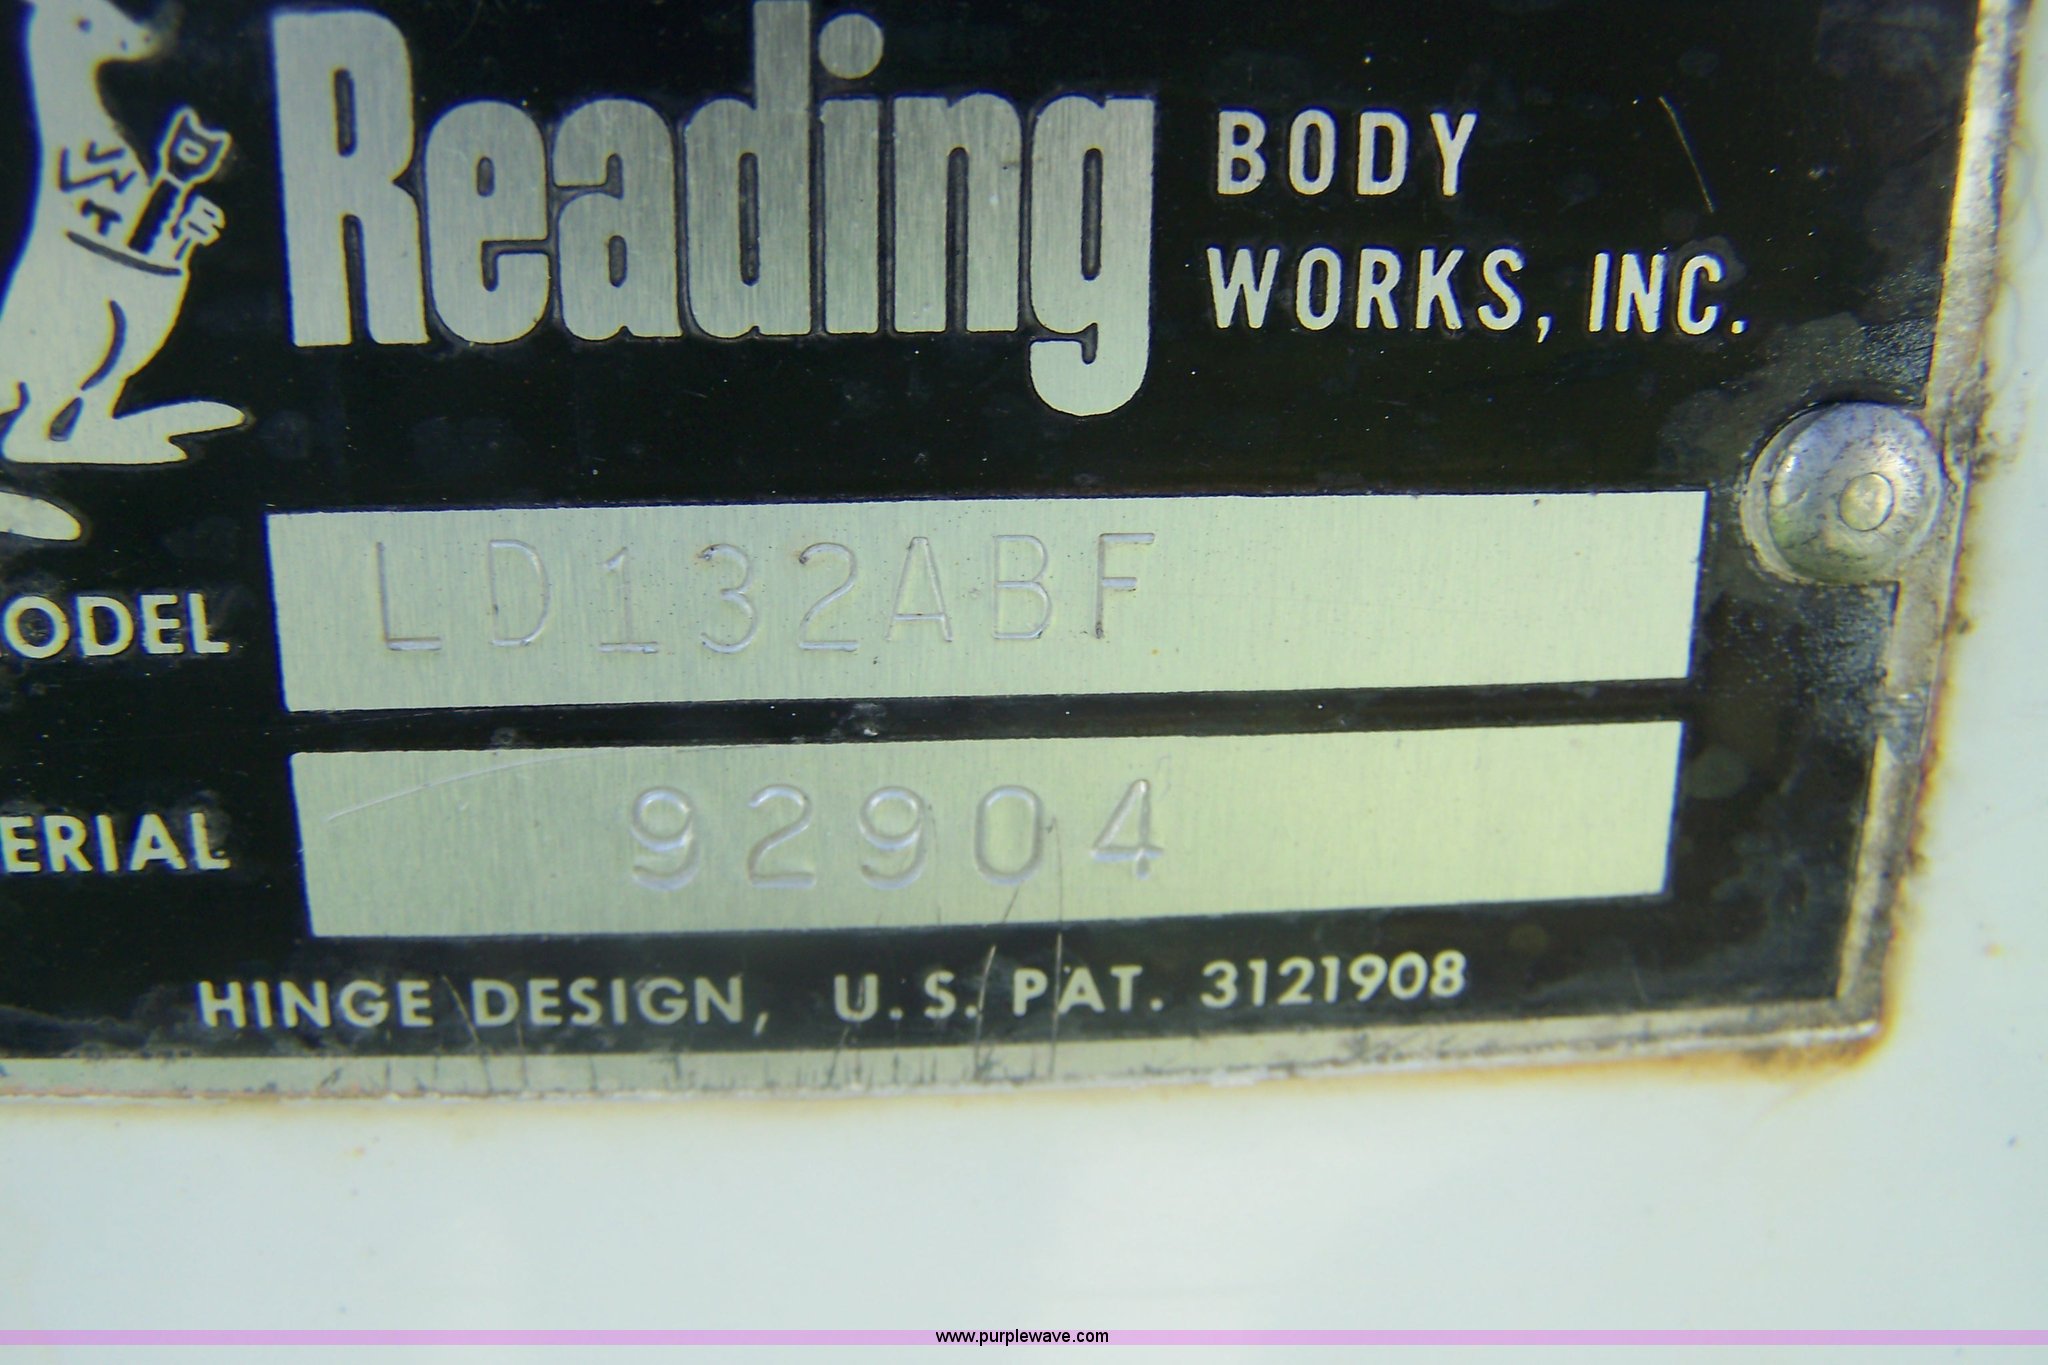 Reading BODY
WORKS, INC.
ODEL LD132ABF
ERIAL 92904
HINGE DESIGN, U.S. PAT. 3121908
www.purplewave.com